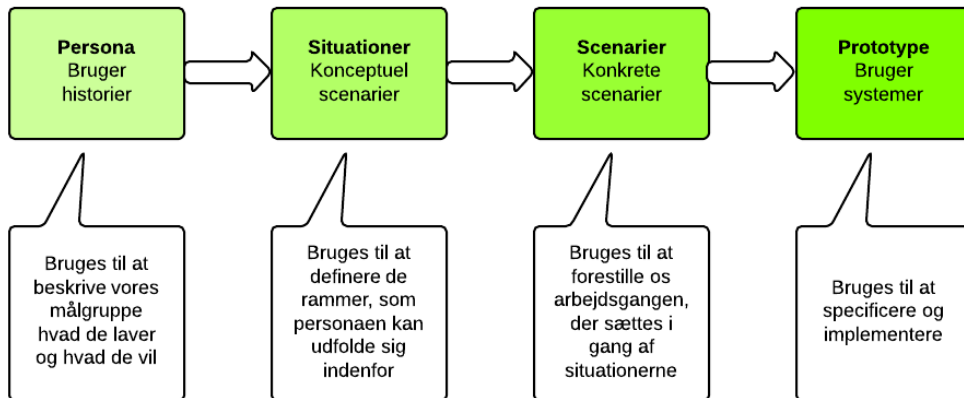 Persona
Bruger
historier
Situationer
Konceptuel
scenarier
Scenarier
Konkrete
scenarier
Prototype
Bruger
systemer
Bruges til at
beskrive vores
målgruppe
hvad de laver
og hvad de vil
Bruges til at
definere de
rammer, som
personaen kan
udfolde sig
indenfor
Bruges til at
forestille os
arbejdsgangen,
der sættes i
gang af
situationerne
Bruges til at
specificere og
implementere